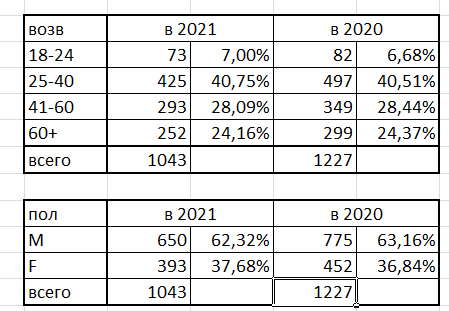 возв в 2021 в 2020
18-24 73 7,00% 82 6,68%
25-40 425 40,75% 497 40,51%
41-60 293 28,09% 349 28,44%
60+ 252 24,16% 299 24,37%
всего 1043 1227
пол в 2021 в 2020
M 650 62,32% 775 63,16%
F 393 37,68% 452 36,84%
всего 1043 1227